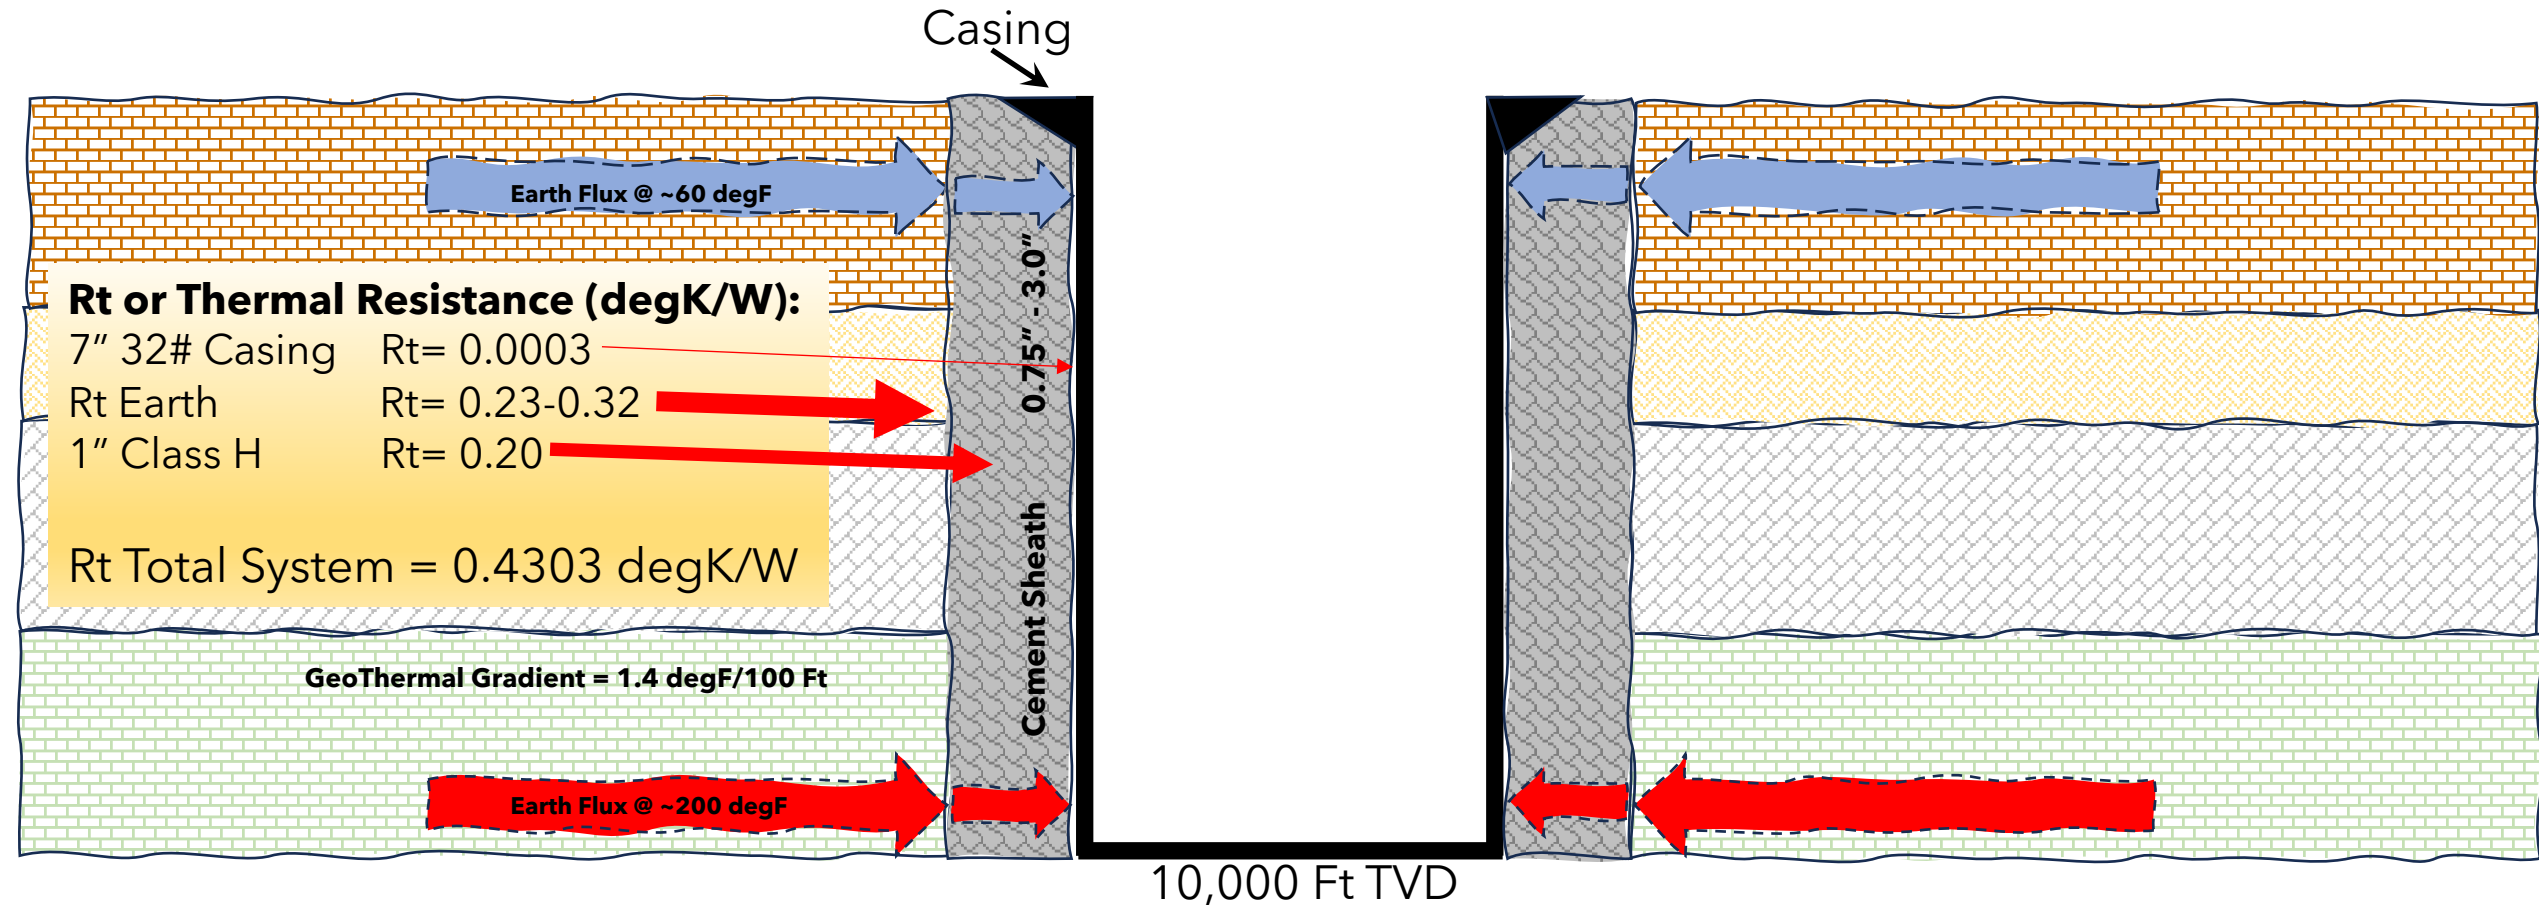 Casing
Earth Flux @ ~60 degF
Rt or Thermal Resistance (degK/W):
7” 32# Casing Rt= 0.0003
Rt Earth Rt= 0.23-0.32
1” Class H Rt= 0.20
Rt Total System = 0.4303 degK/W
Cement Sheath 0.75” - 3.0”
GeoThermal Gradient = 1.4 degF/100 Ft
Earth Flux @ ~200 degF
10,000 Ft TVD